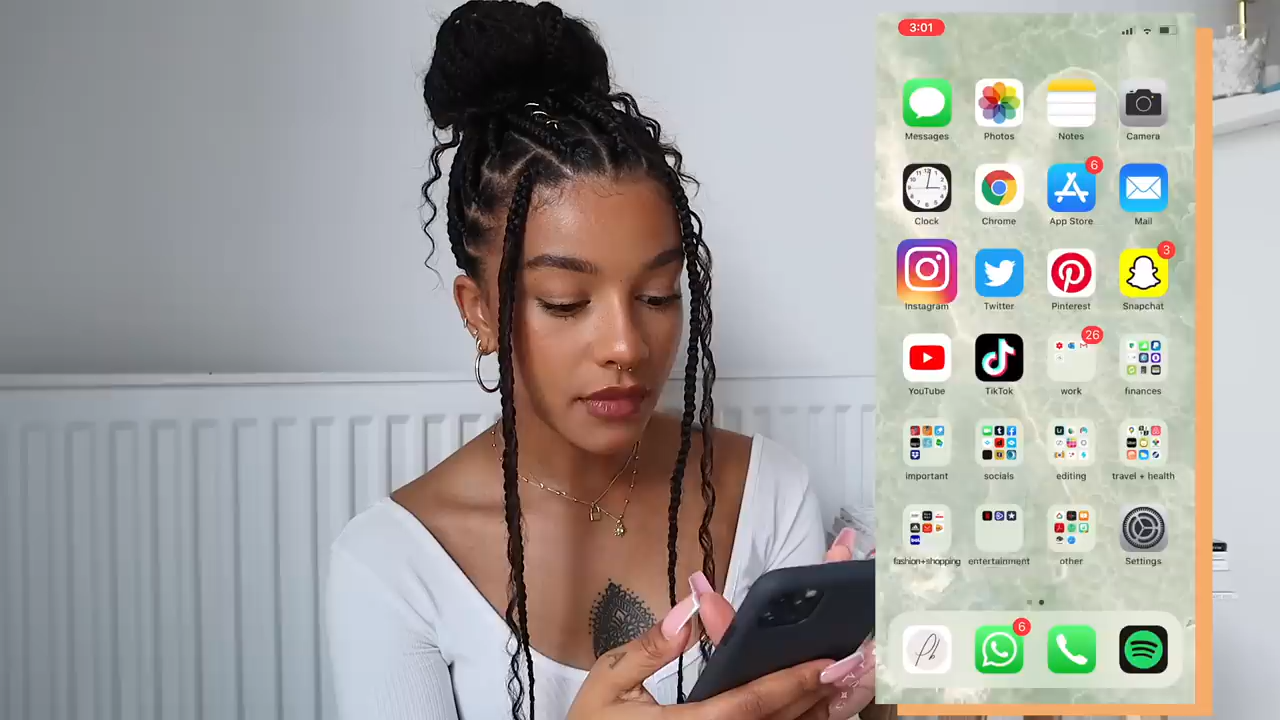 3:01
Messages Photos Notes Camera
6
Clock Chrome App Store Mail
3
Instagram Twitter Pinterest Snapchat
26
YouTube TikTok work finances
important socials editing travel + health
fashion+shopping entertainment other Settings
6